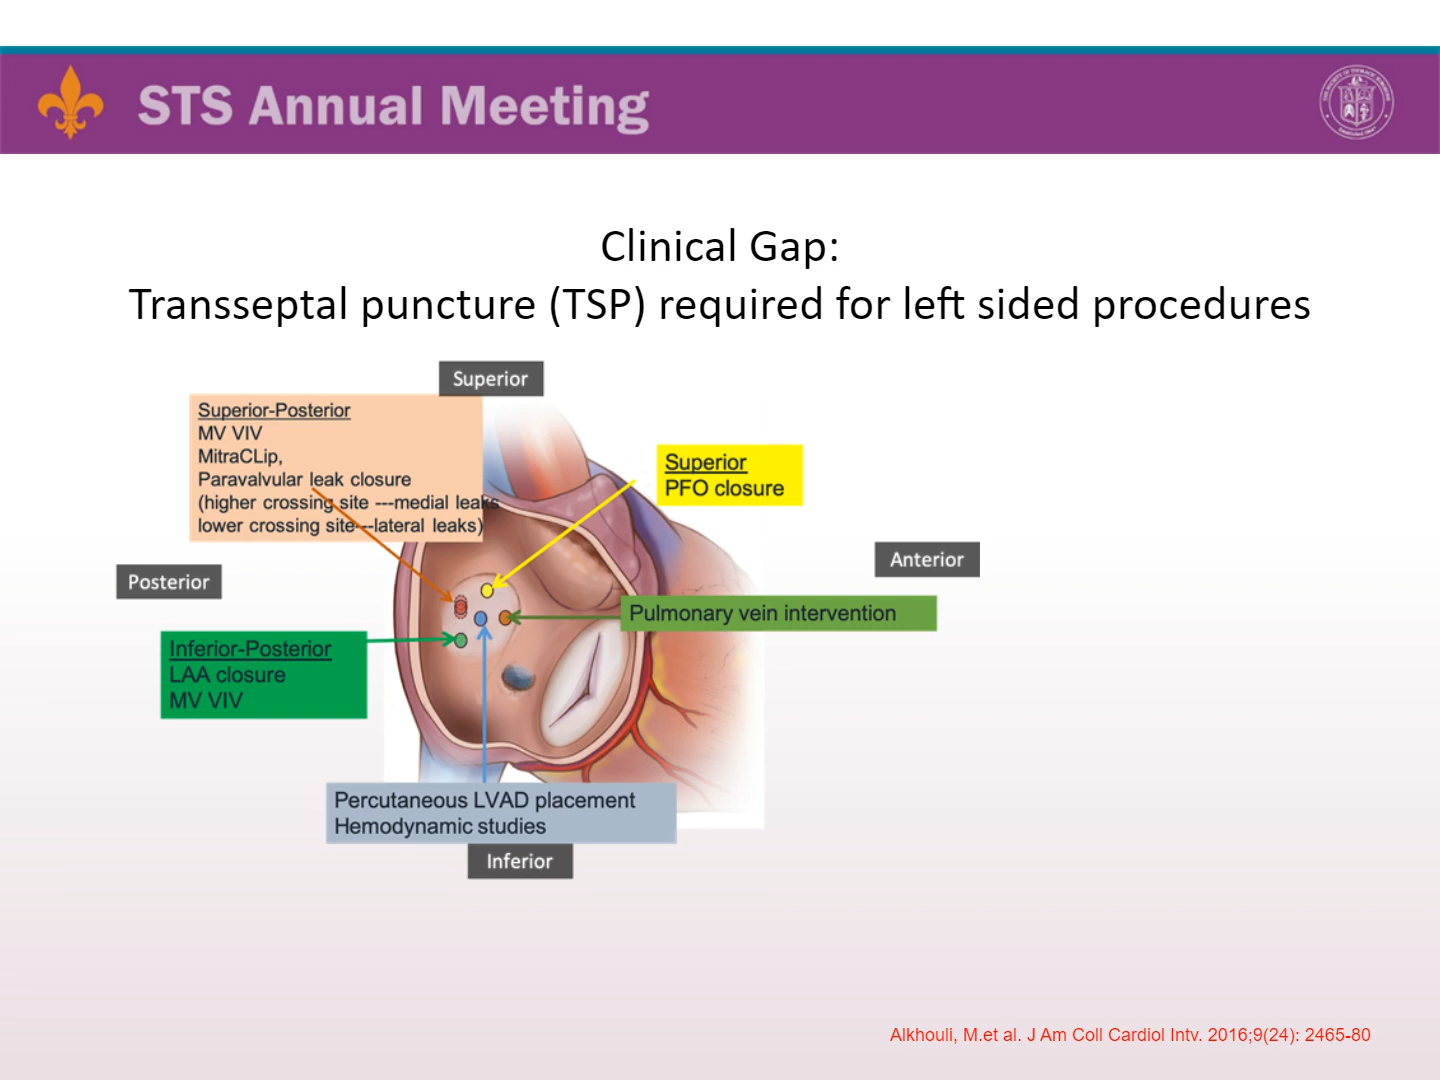 STS Annual Meeting
Clinical Gap:
Transseptal puncture (TSP) required for left sided procedures
Superior
Superior-Posterior
MV VIV
MitraCLip,
Paravalvular leak closure
(higher crossing site ---medial leaks
lower crossing site---lateral leaks)
Superior
PFO closure
Anterior
Posterior
Pulmonary vein intervention
Inferior-Posterior
LAA closure
MV VIV
Percutaneous LVAD placement
Hemodynamic studies
Inferior
Alkhouli, M.et al. J Am Coll Cardiol Intv. 2016;9(24): 2465-80